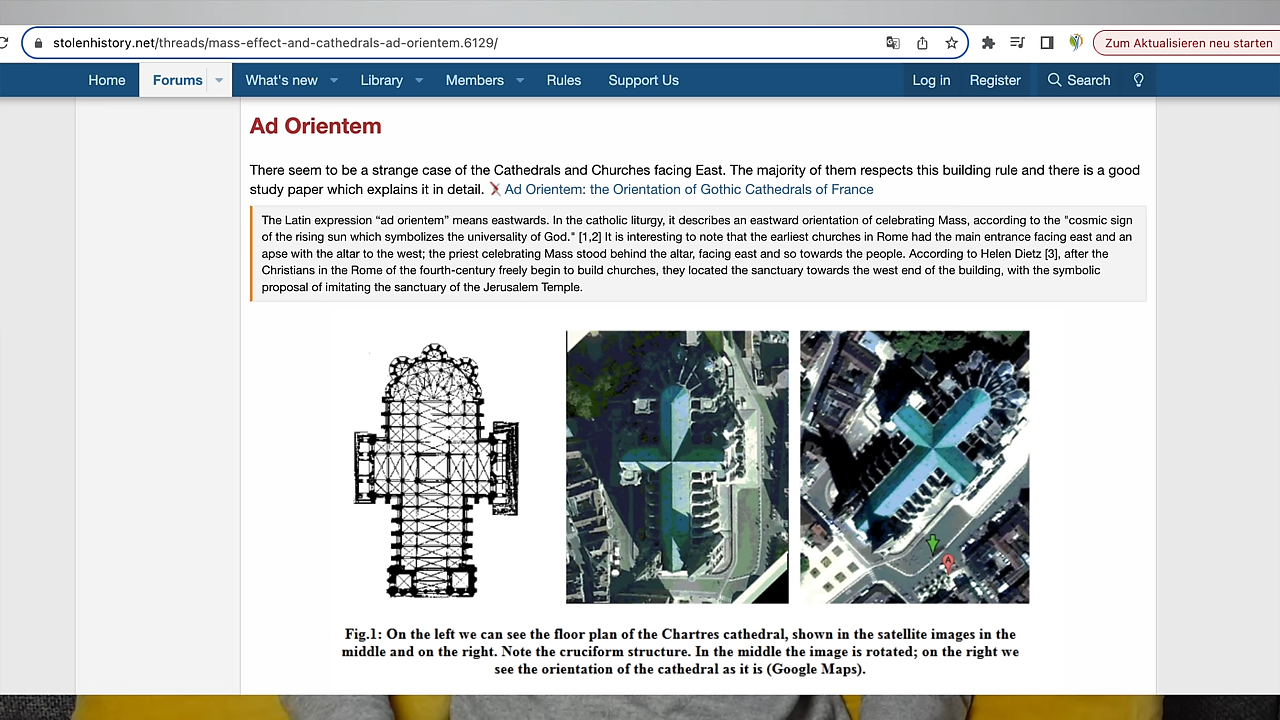 stolenhistory.net/threads/mass-effect-and-cathedrals-ad-orientem.6129/
Zum Aktualisieren neu starten
Home Forums What's new Library Members Rules Support Us Log in Register Search
Ad Orientem
There seem to be a strange case of the Cathedrals and Churches facing East. The majority of them respects this building rule and there is a good
study paper which explains it in detail. Ad Orientem: the Orientation of Gothic Cathedrals of France
The Latin expression “ad orientem” means eastwards. In the catholic liturgy, it describes an eastward orientation of celebrating Mass, according to the "cosmic sign
of the rising sun which symbolizes the universality of God." [1,2] It is interesting to note that the earliest churches in Rome had the main entrance facing east and an
apse with the altar to the west; the priest celebrating Mass stood behind the altar, facing east and so towards the people. According to Helen Dietz [3], after the
Christians in the Rome of the fourth-century freely begin to build churches, they located the sanctuary towards the west end of the building, with the symbolic
proposal of imitating the sanctuary of the Jerusalem Temple.
A
Fig.1: On the left we can see the floor plan of the Chartres cathedral, shown in the satellite images in the
middle and on the right. Note the cruciform structure. In the middle the image is rotated; on the right we
see the orientation of the cathedral as it is (Google Maps).